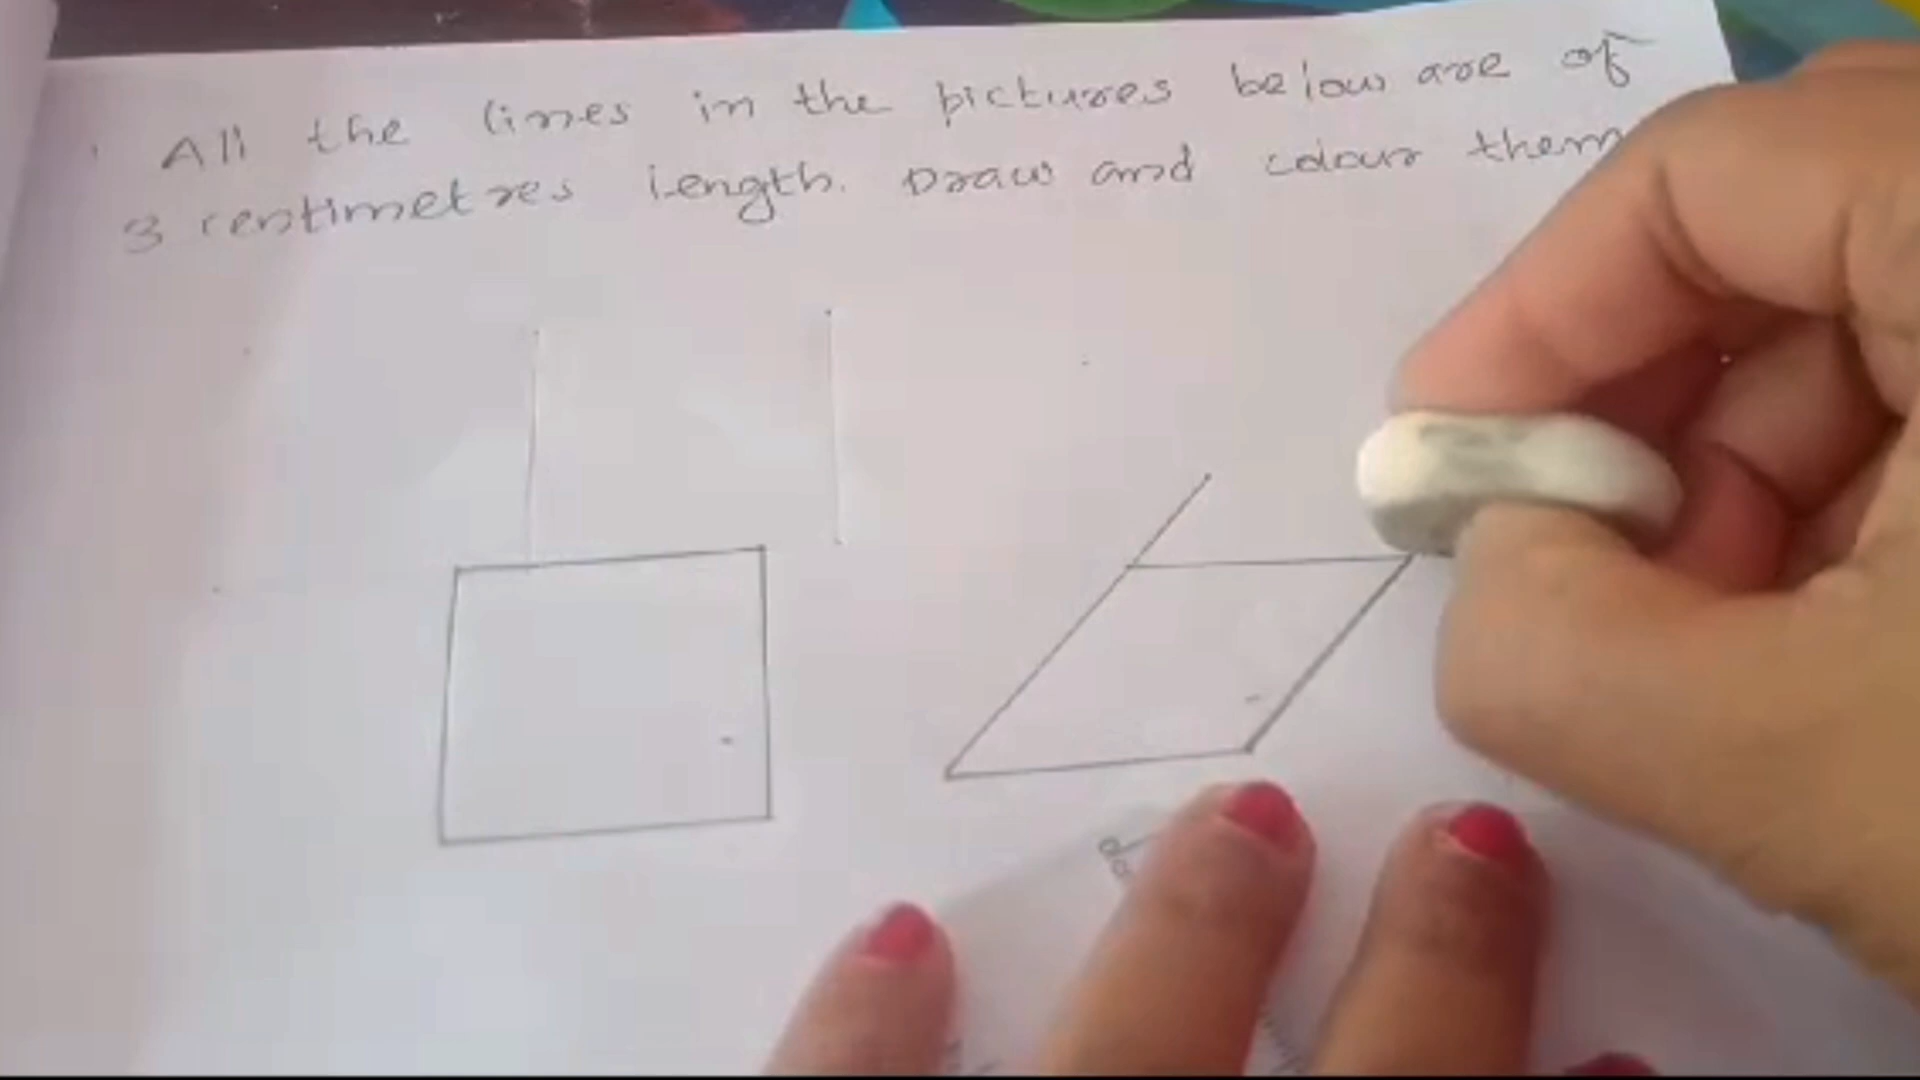 All the lines in the pictures below are of
3 centimetres length. Draw and colour them